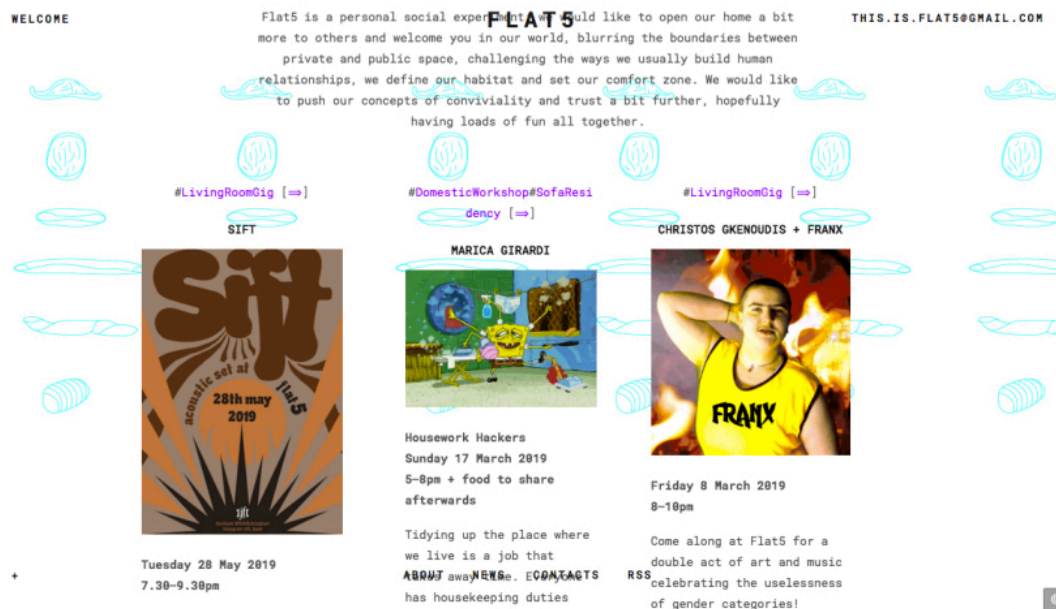 WELCOME
FLAT5
THIS.IS.FLAT5@GMAIL.COM
Flat5 is a personal social experiment: we would like to open our home a bit
more to others and welcome you in our world, blurring the boundaries between
private and public space, challenging the ways we usually build human
relationships, we define our habitat and set our comfort zone. We would like
to push our concepts of conviviality and trust a bit further, hopefully
having loads of fun all together.
#LivingRoomGig [⟹]
SIFT
Sift
acoustic set at flat 5
28th may
2019
sift
Tuesday 28 May 2019
7.30–9.30pm
#DomesticWorkshop#SofaResi
dency [⟹]
MARICA GIRARDI
Housework Hackers
Sunday 17 March 2019
5–8pm + food to share
afterwards
Tidying up the place where
we live is a job that
takes away time. Everyone
has housekeeping duties
#LivingRoomGig [⟹]
CHRISTOS GKENOUDIS + FRANX
FRANX
Friday 8 March 2019
8–10pm
Come along at Flat5 for a
double act of art and music
celebrating the uselessness
of gender categories!
+
ABOUT NEWS CONTACTS RSS